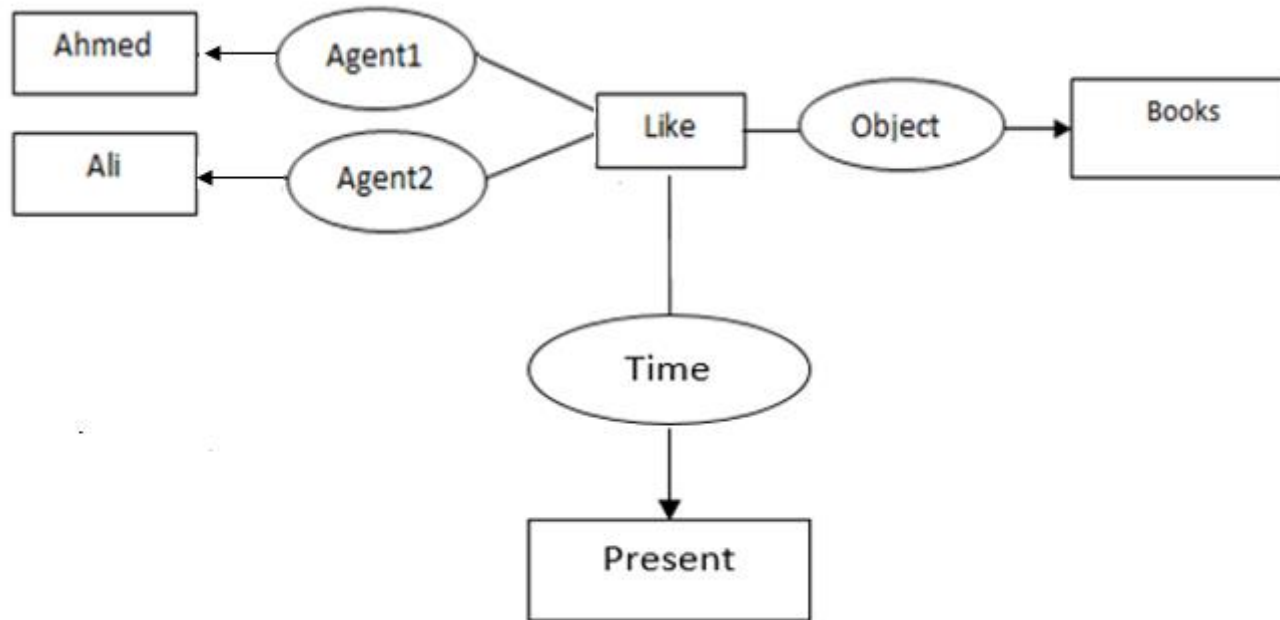 Ahmed
Agent1
Like
Object
Books
Ali
Agent2
Time
Present